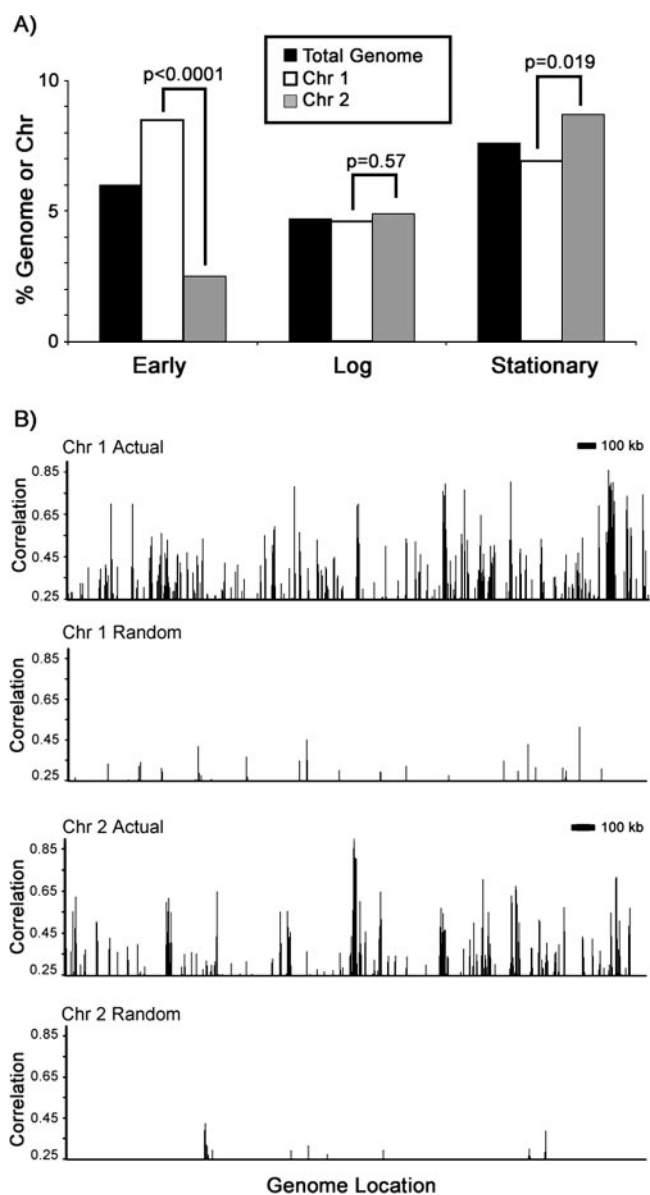 A)
Total Genome
Chr 1
Chr 2
p<0.0001
p=0.57
p=0.019
10
5
0
% Genome or Chr
Early
Log
Stationary
B)
Chr 1 Actual
100 kb
0.85
0.65
0.45
0.25
Correlation
Chr 1 Random
0.85
0.65
0.45
0.25
Correlation
Chr 2 Actual
100 kb
0.85
0.65
0.45
0.25
Correlation
Chr 2 Random
0.85
0.65
0.45
0.25
Correlation
Genome Location